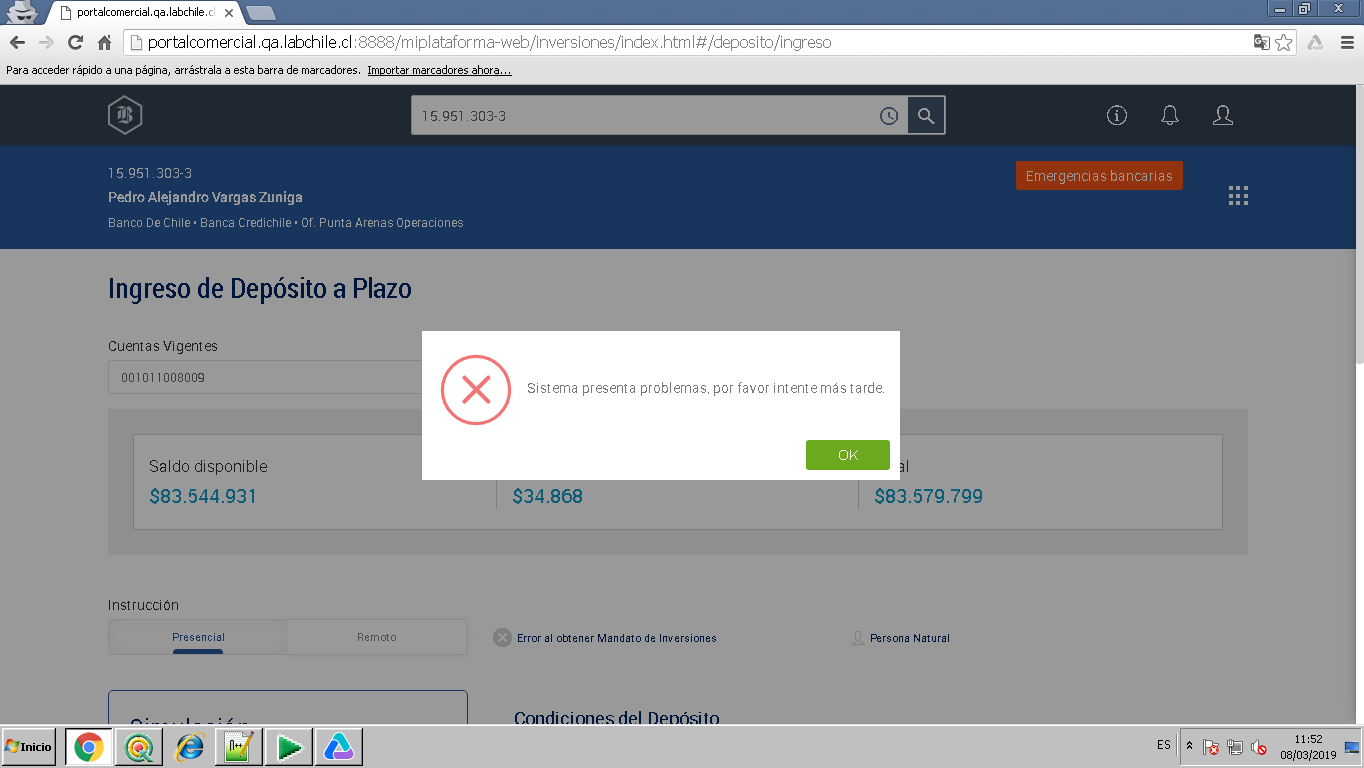 portalcomercial.qa.labchile.cl
portalcomercial.qa.labchile.cl:8888/miplataforma-web/inversiones/index.html#/deposito/ingreso
Para acceder rápido a una página, arrástrala a esta barra de marcadores. Importar marcadores ahora...
B
15.951.303-3
15.951.303-3
Emergencias bancarias
Pedro Alejandro Vargas Zuniga
Banco De Chile • Banca Credichile • Of. Punta Arenas Operaciones
Ingreso de Depósito a Plazo
Cuentas Vigentes
001011008009
Sistema presenta problemas, por favor intente más tarde.
OK
Saldo disponible
al
$83.544.931
$34.868
$83.579.799
Instrucción
Presencial
Remoto
Error al obtener Mandato de Inversiones
Persona Natural
Simulación
Condiciones del Depósito
Inicio
ES
11:52
08/03/2019